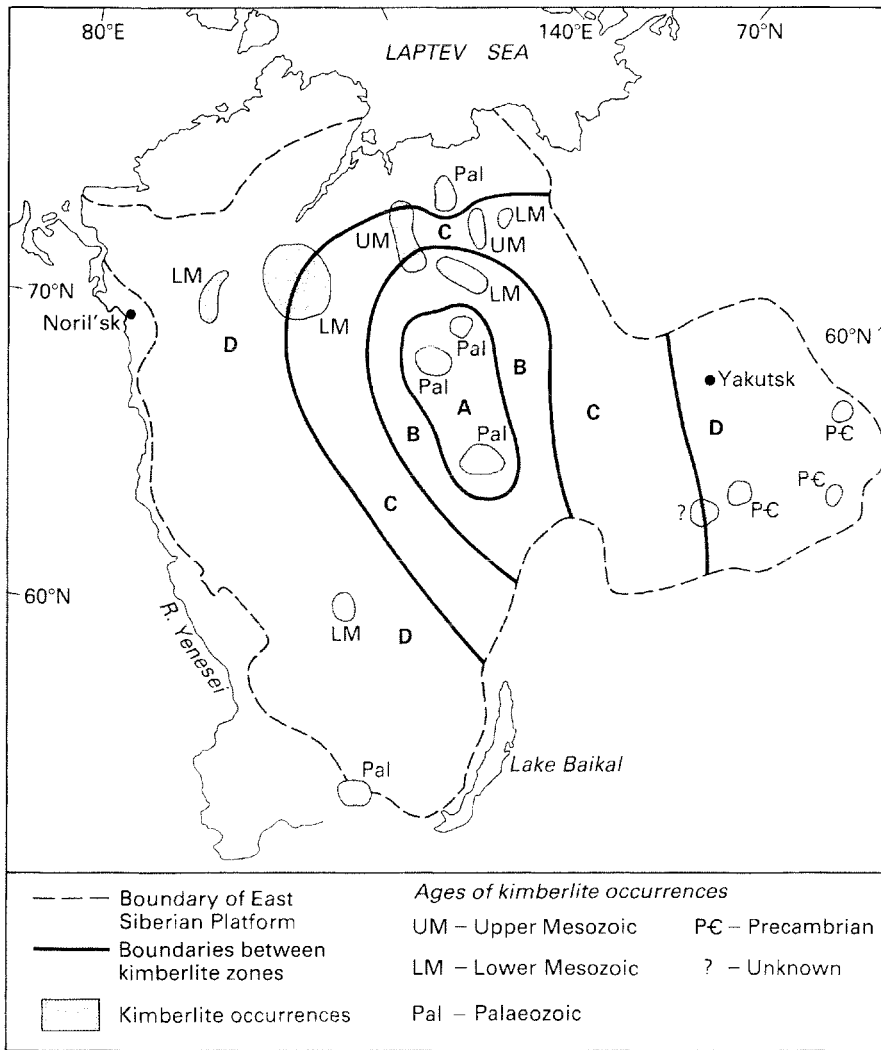 80°E 140°E 70°N
LAPTEV SEA
Pal
LM
C
UM
UM
LM
70°N
LM
Noril'sk
LM
D
60°N
Pal
B
Yakutsk
Pal
A
C
D
B
Pal
P€
P€
C
?
P€
60°N
LM
D
R. Yenesei
Lake Baikal
Pal
Boundary of East
Siberian Platform
Boundaries between
kimberlite zones
Kimberlite occurrences
Ages of kimberlite occurrences
UM – Upper Mesozoic
P€ – Precambrian
LM – Lower Mesozoic
? – Unknown
Pal – Palaeozoic